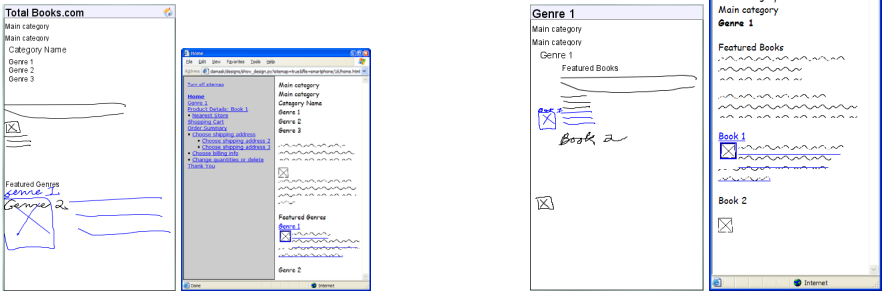 Total Books.com
Main category
Main category
Category Name
Genre 1
Genre 2
Genre 3
Featured Genres
Genre 1
Genre 2
Home
File Edit View Favorites Tools Help
Address
Turn off sitemap
Home
Genre 1
Product Details: Book 1
• Nearest Store
Shopping Cart
Order Summary
• Choose shipping address
• Choose shipping address 2
• Choose shipping address 3
• Choose billing info
• Change quantities or delete
Thank You
Main category
Main category
Category Name
Genre 1
Genre 2
Genre 3
Featured Genres
Genre 1
Genre 2
Done Internet
Genre 1
Main category
Main category
Genre 1
Featured Books
Book 1
Book 2
Main category
Genre 1
Featured Books
Book 1
Book 2
Internet